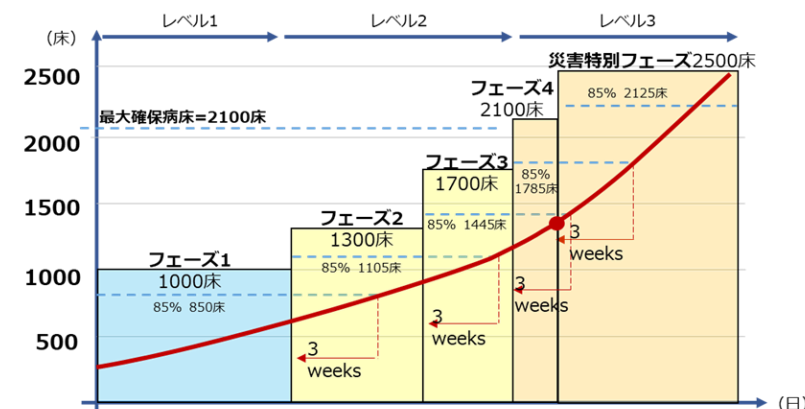 レベル1
レベル2
レベル3
(床)
2500
2000
1500
1000
500
最大確保病床=2100床
フェーズ1
1000床
85% 850床
フェーズ2
1300床
85% 1105床
3
weeks
フェーズ3
1700床
85% 1445床
3
weeks
フェーズ4
2100床
85%
1785床
3
weeks
災害特別フェーズ2500床
85% 2125床
3
weeks
(日)